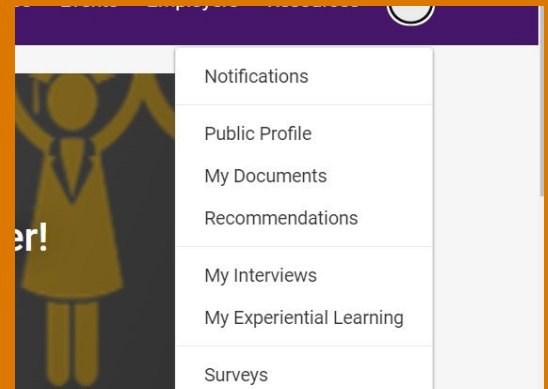 Notifications
Public Profile
My Documents
Recommendations
er!
My Interviews
My Experiential Learning
Surveys